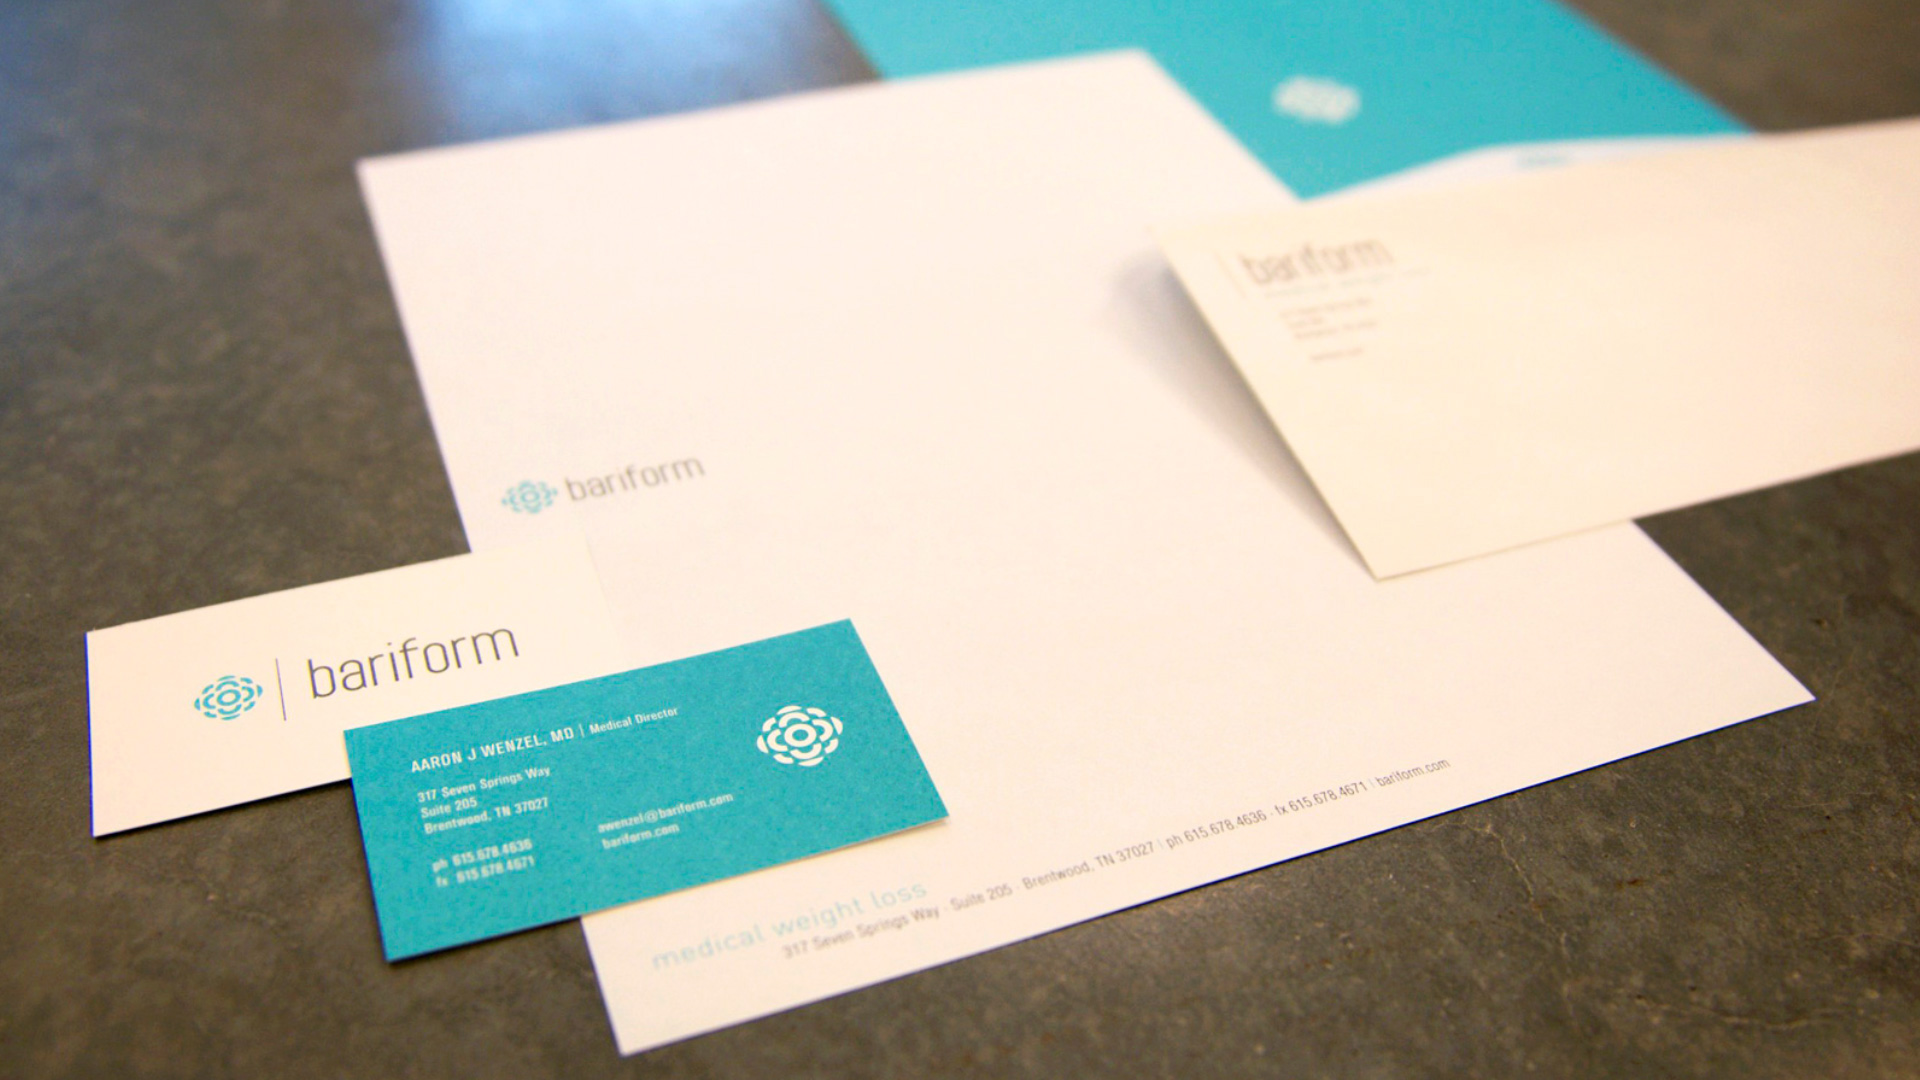 bariform
bariform
bariform
AARON J WENZEL, MD | Medical Director
317 Seven Springs Way
Suite 205
Brentwood, TN 37027
ph 615.678.4636
fx 615.678.4671
awenzel@bariform.com
bariform.com
medical weight loss
317 Seven Springs Way · Suite 205 · Brentwood, TN 37027 | ph 615.678.4636 · fx 615.678.4671 | bariform.com